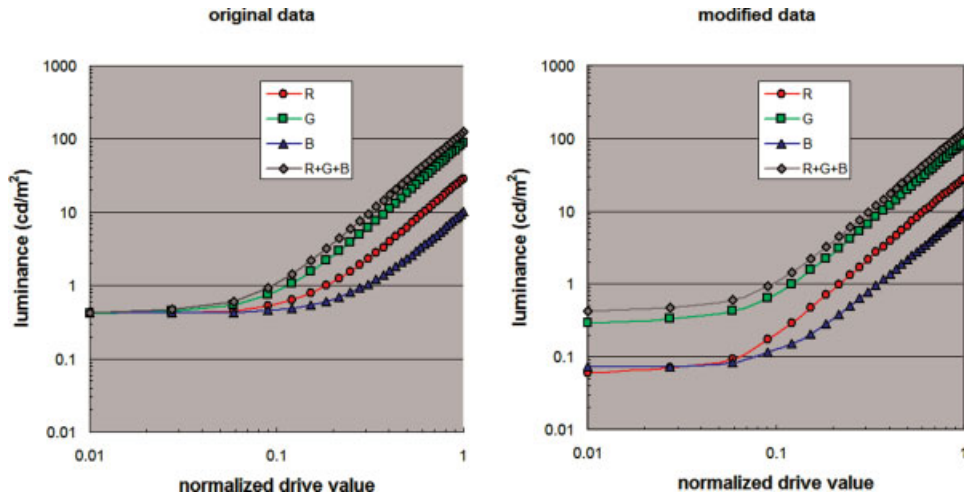 original data
1000
100
10
1
0.1
0.01
luminance (cd/m²)
R
G
B
R+G+B
0.01
0.1
1
normalized drive value
modified data
1000
100
10
1
0.1
0.01
luminance (cd/m²)
R
G
B
R+G+B
0.01
0.1
1
normalized drive value